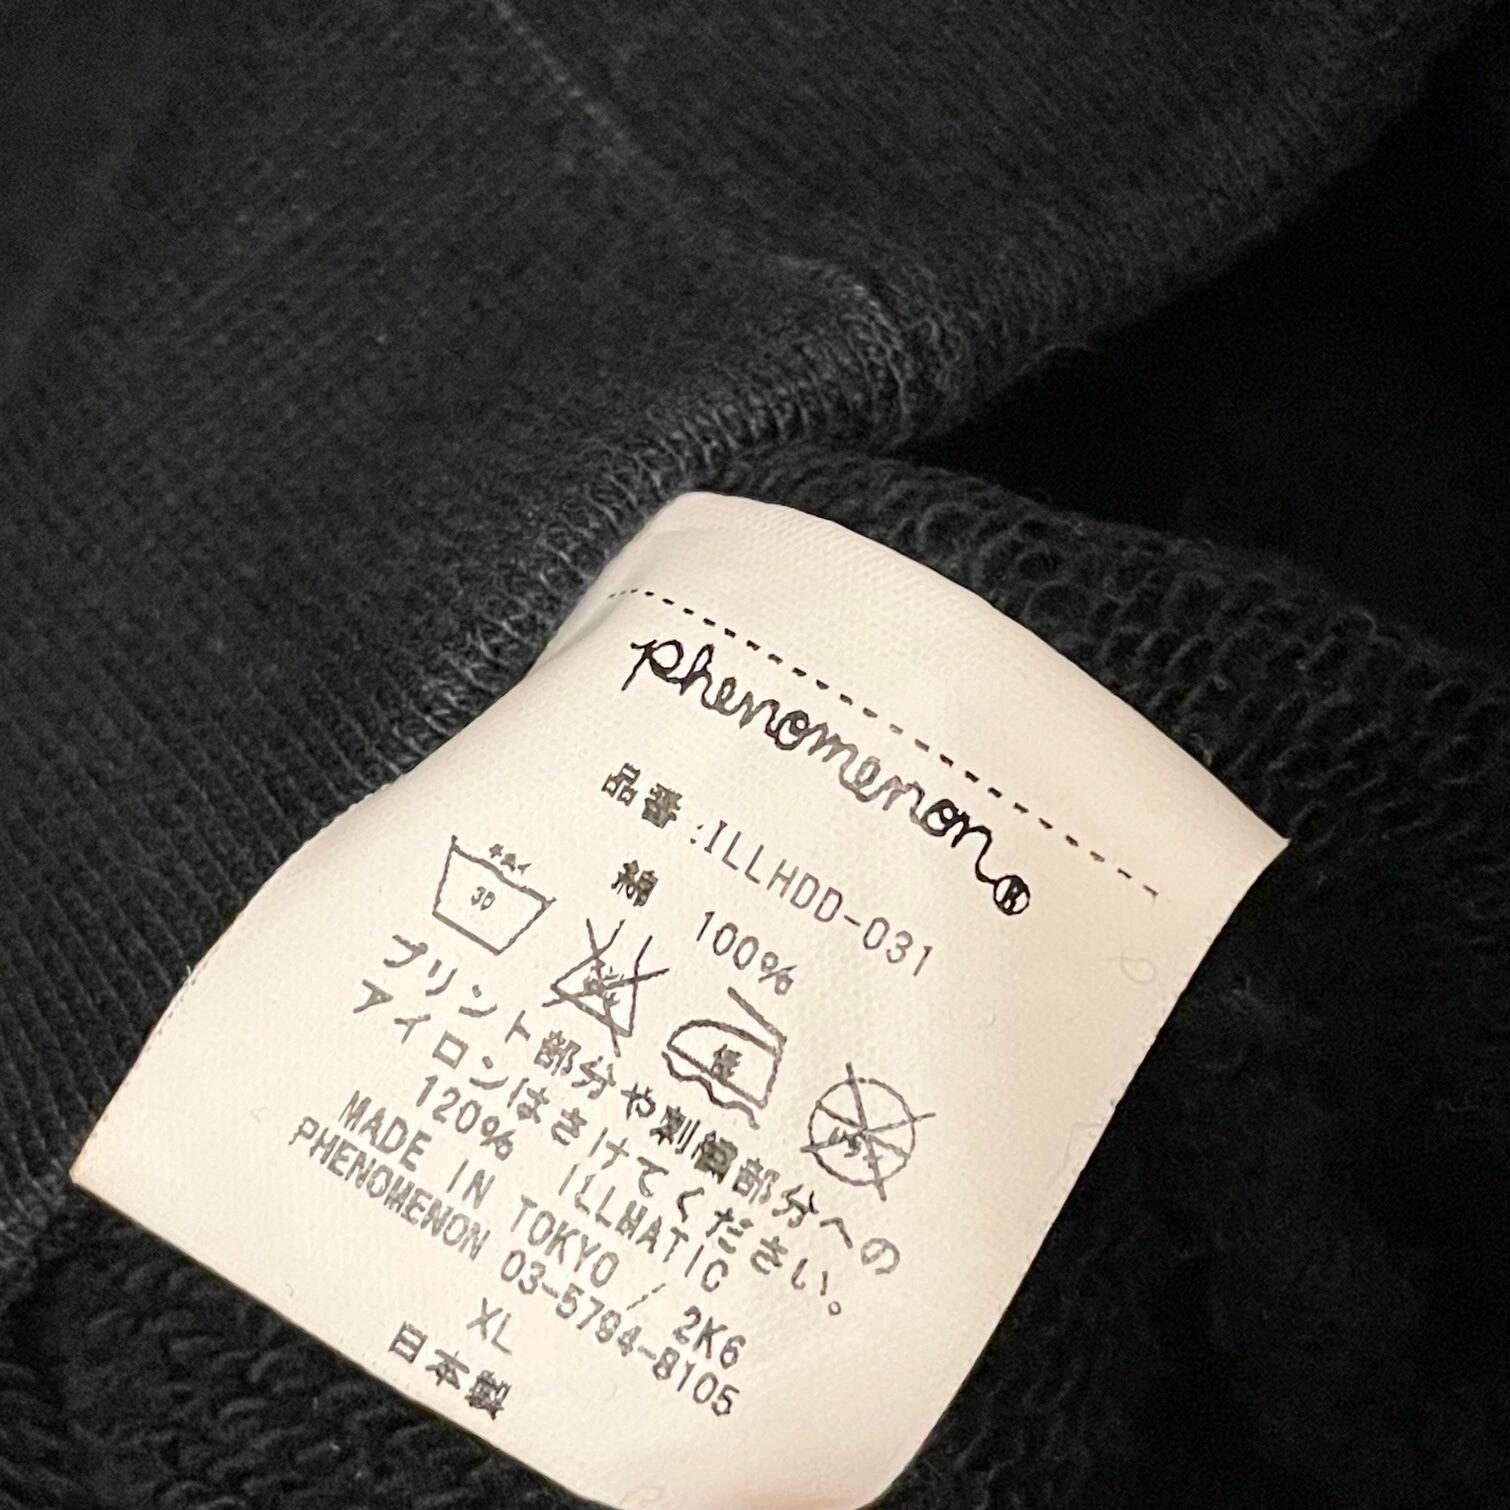 phenomenon®
品番:ILLHDD-031
綿 100%
30
低
プリント部分や刺繍部分への
アイロンはさけてください。
120% ILLMATIC
MADE IN TOKYO / 2K6
PHENOMENON 03-5794-8105
XL
日本製